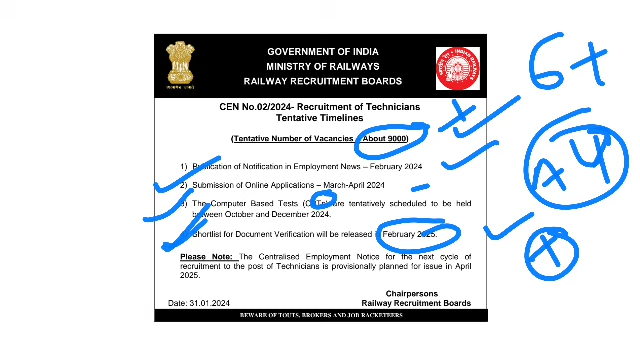 GOVERNMENT OF INDIA
MINISTRY OF RAILWAYS
RAILWAY RECRUITMENT BOARDS
CEN No.02/2024- Recruitment of Technicians
Tentative Timelines
(Tentative Number of Vacancies – About 9000)
1) Publication of Notification in Employment News – February 2024
2) Submission of Online Applications – March-April 2024
3) The Computer Based Tests are tentatively scheduled to be held
between October and December 2024.
Shortlist for Document Verification will be released in February 2025.
Please Note: The Centralised Employment Notice for the next cycle of
recruitment to the post of Technicians is provisionally planned for issue in April
2025.
Chairpersons
Date: 31.01.2024 Railway Recruitment Boards
BEWARE OF TOUTS, BROKERS AND JOB RACKETEERS
6+